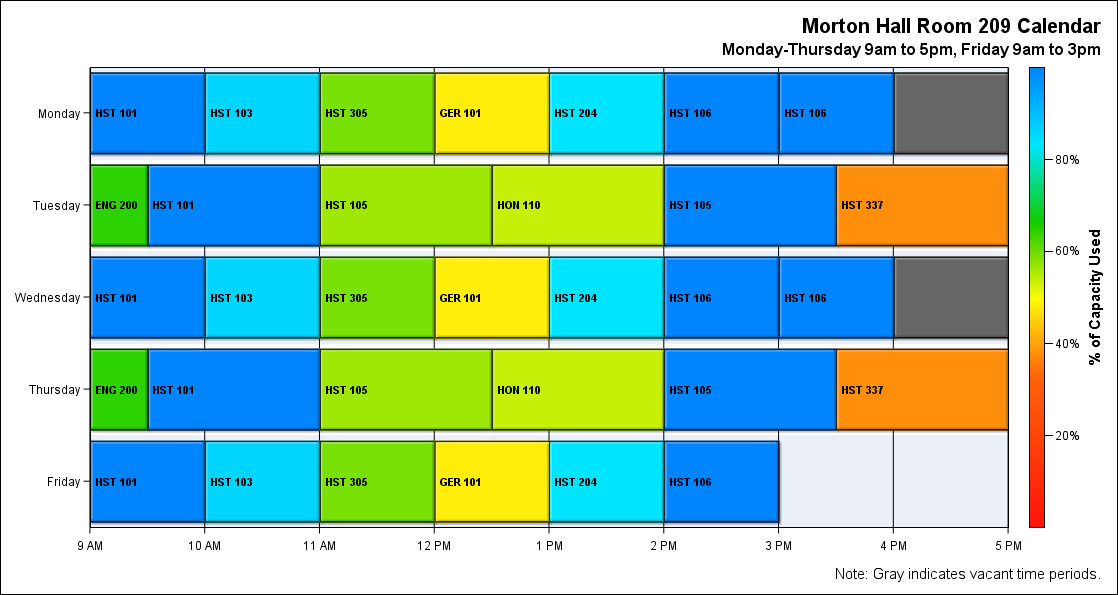 Morton Hall Room 209 Calendar
Monday-Thursday 9am to 5pm, Friday 9am to 3pm
Monday HST 101 HST 103 HST 305 GER 101 HST 204 HST 106 HST 106
80%
Tuesday ENG 200 HST 101 HST 105 HON 110 HST 105 HST 337
60%
% of Capacity Used
Wednesday HST 101 HST 103 HST 305 GER 101 HST 204 HST 106 HST 106
40%
Thursday ENG 200 HST 101 HST 105 HON 110 HST 105 HST 337
20%
Friday HST 101 HST 103 HST 305 GER 101 HST 204 HST 106
9 AM 10 AM 11 AM 12 PM 1 PM 2 PM 3 PM 4 PM 5 PM
Note: Gray indicates vacant time periods.